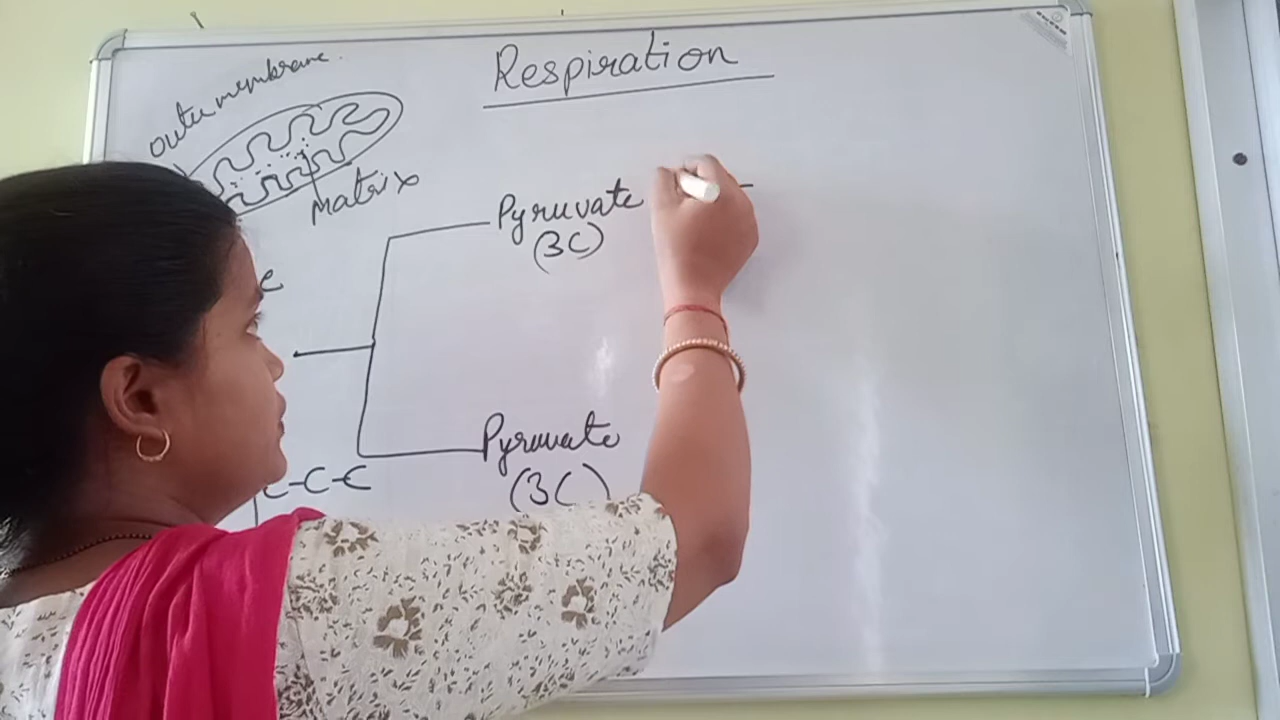 Respiration
outer membrane.
Matrix
Pyruvate
(3C)
Pyruvate
(3C)
C-C-C